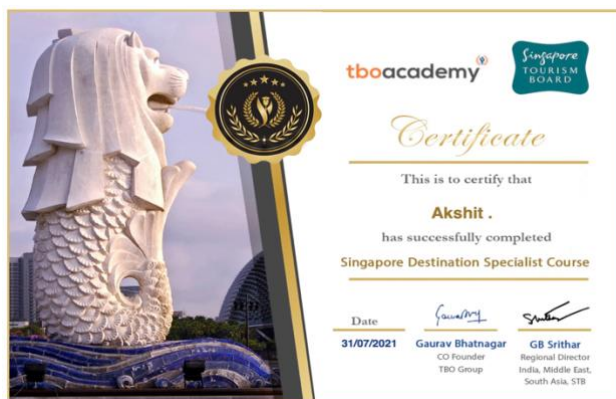 tboacademy
Singapore
TOURISM
BOARD
Certificate
This is to certify that
Akshit .
has successfully completed
Singapore Destination Specialist Course
Date
31/07/2021
Gaurav Bhatnagar
CO Founder
TBO Group
GB Srithar
Regional Director
India, Middle East,
South Asia, STB